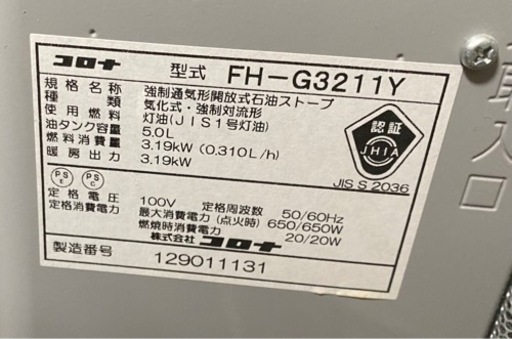 コロナ 型式 FH-G3211Y
規格名称 強制通気形開放式石油ストーブ
種類 気化式・強制対流形
使用燃料 灯油(JIS1号灯油)
油タンク容量 5.0L
燃料消費量 3.19kW (0.310L/h)
暖房出力 3.19kW
認証
JHIA
JIS S 2036
PS E PS C
定格電圧 100V 定格周波数 50/60Hz
最大消費電力(点火時) 650/650W
燃焼時消費電力 20/20W
株式会社 コロナ
製造番号 129011131
取入口